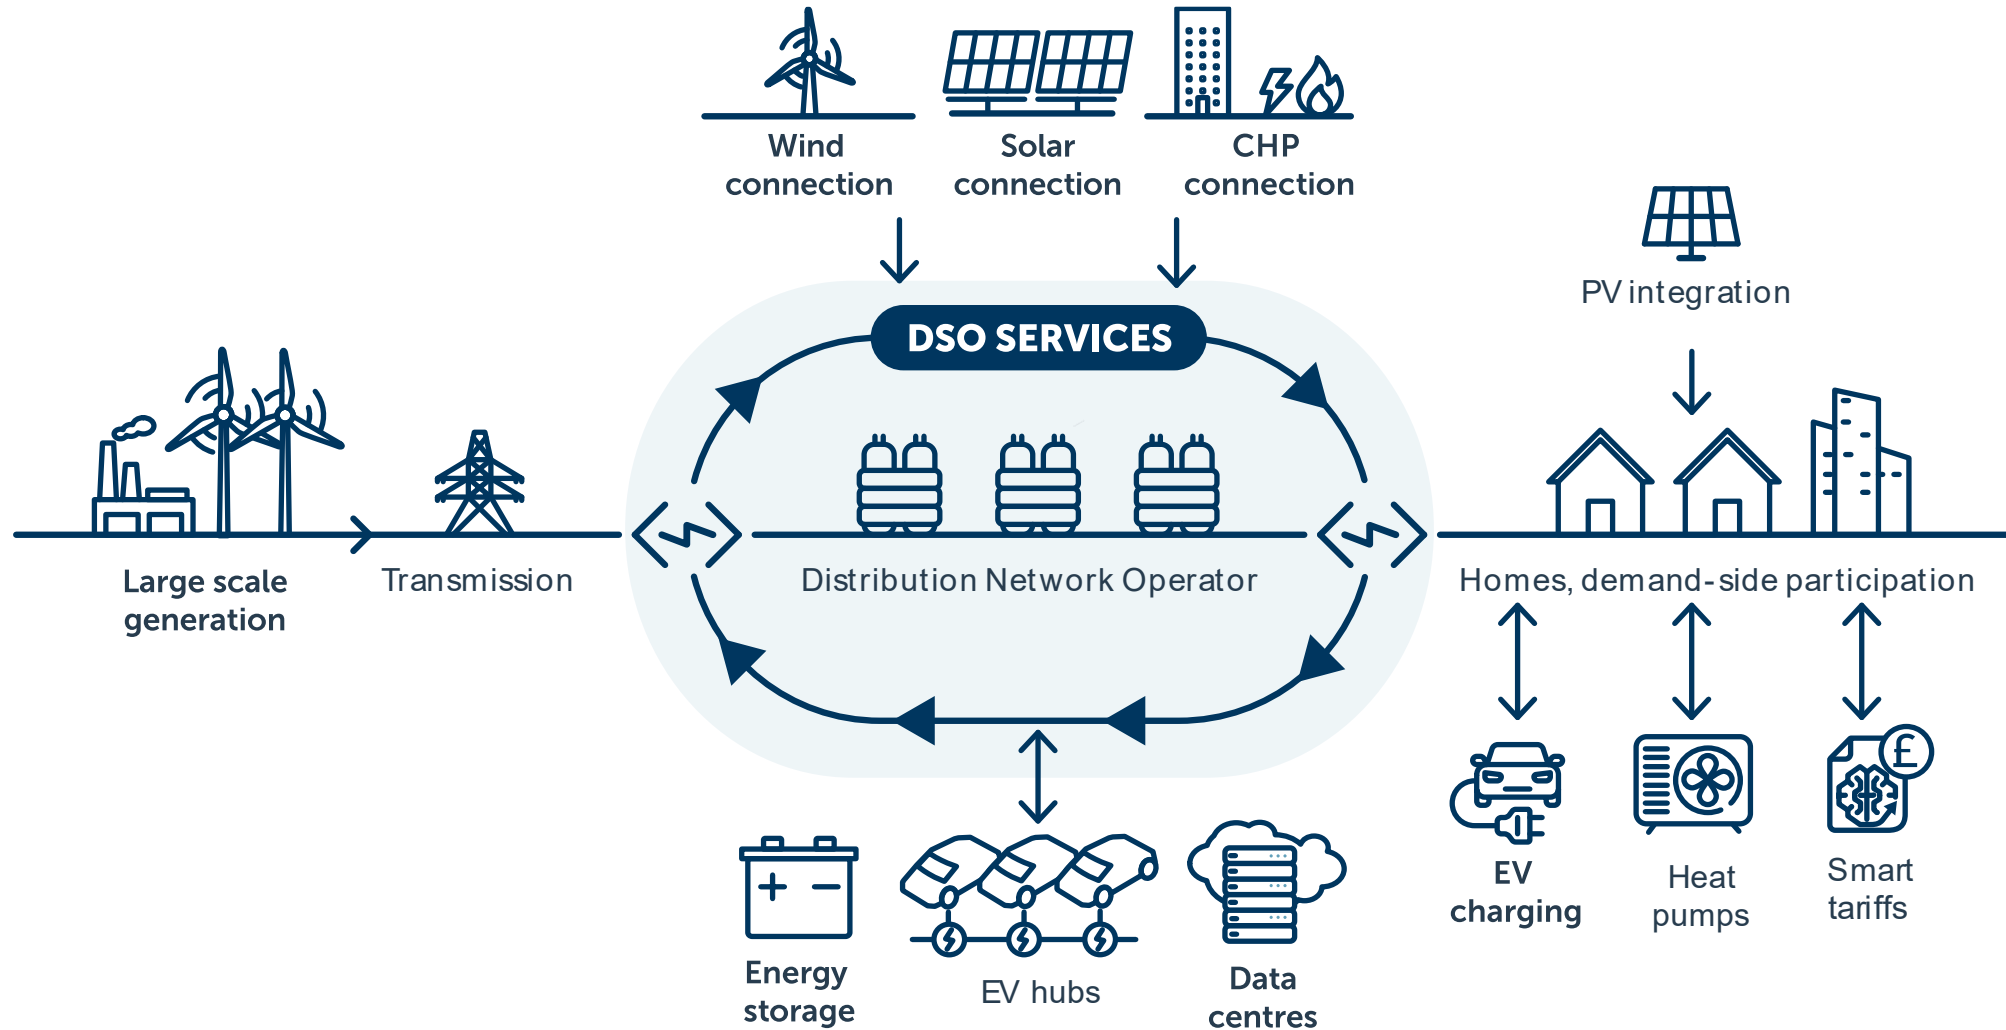 Wind
connection
Solar
connection
CHP
connection
PV integration
DSO SERVICES
Large scale
generation
Transmission
Distribution Network Operator
Homes, demand-side participation
£
EV
charging
Heat
pumps
Smart
tariffs
Energy
storage
EV hubs
Data
centres